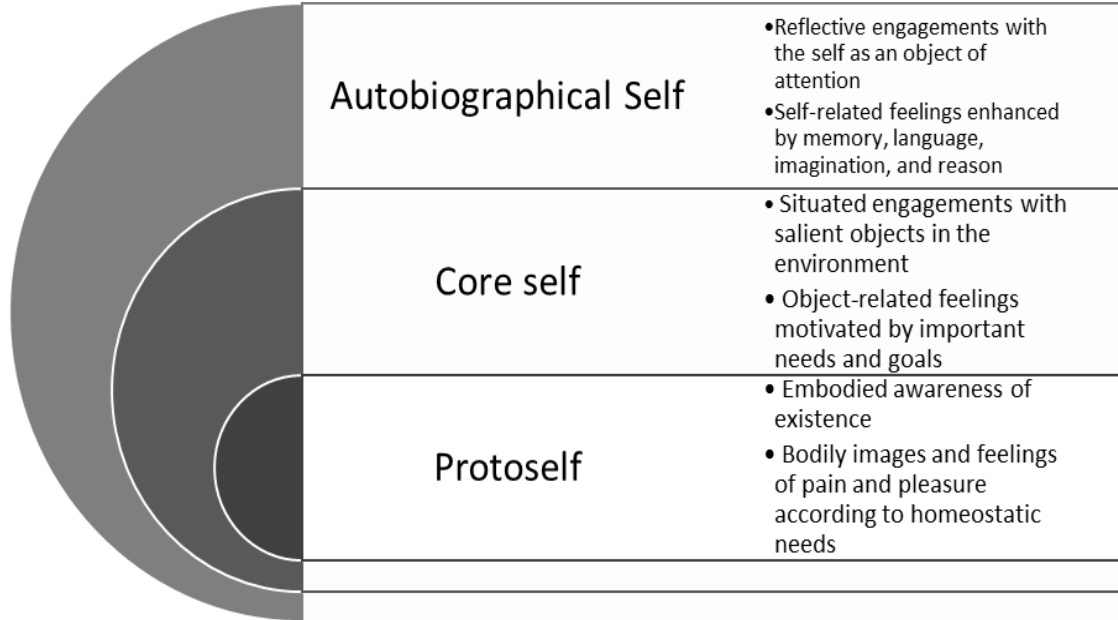 Autobiographical Self
•Reflective engagements with
the self as an object of
attention
•Self-related feelings enhanced
by memory, language,
imagination, and reason
Core self
• Situated engagements with
salient objects in the
environment
• Object-related feelings
motivated by important
needs and goals
Protoself
• Embodied awareness of
existence
• Bodily images and feelings
of pain and pleasure
according to homeostatic
needs